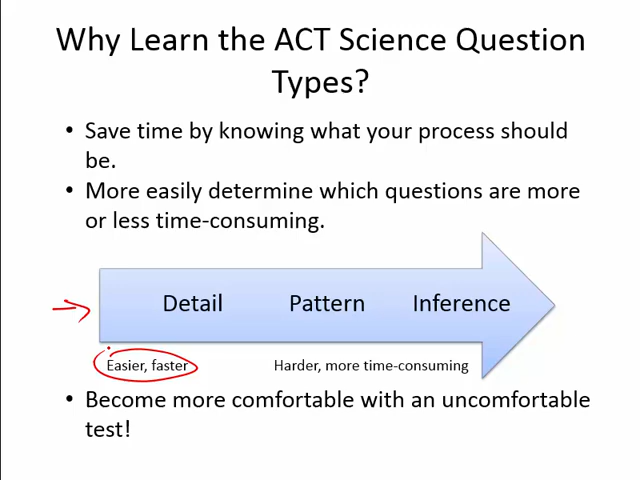 Why Learn the ACT Science Question
Types?
• Save time by knowing what your process should
be.
• More easily determine which questions are more
or less time-consuming.
Detail Pattern Inference
Easier, faster Harder, more time-consuming
• Become more comfortable with an uncomfortable
test!